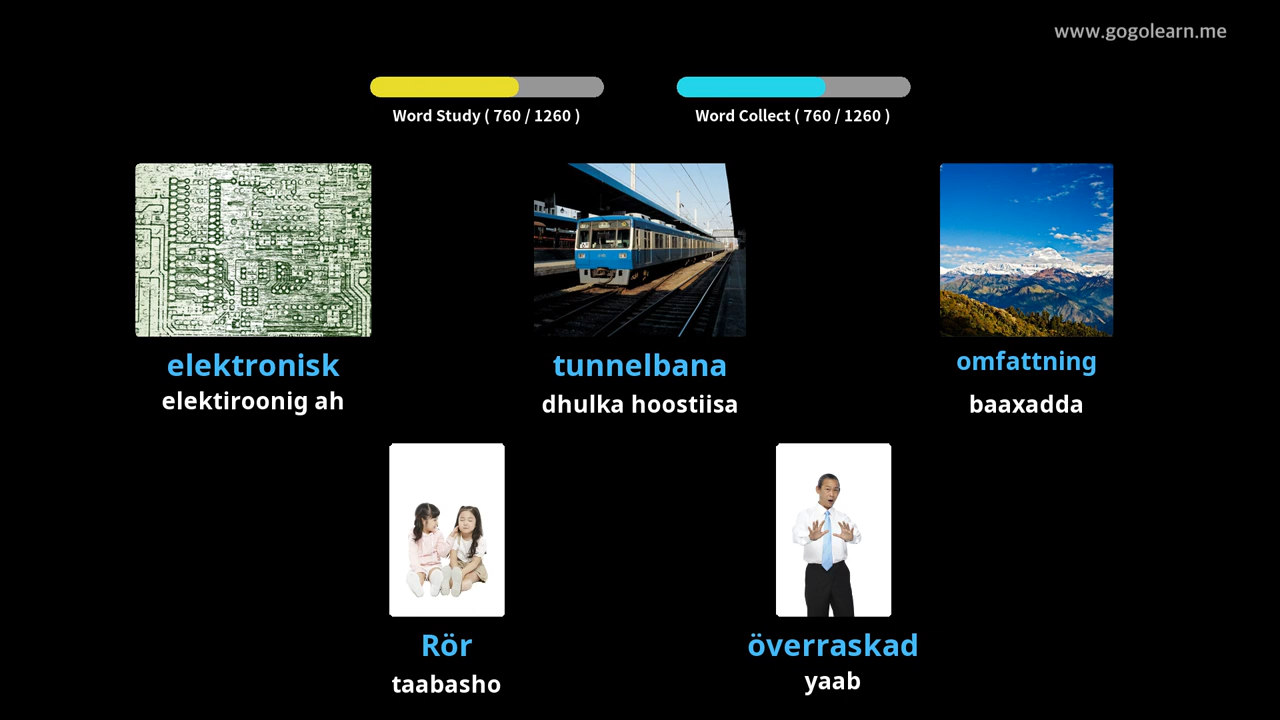 www.gogolearn.me
Word Study ( 760 / 1260 )
Word Collect ( 760 / 1260 )
elektronisk
elektiroonig ah
tunnelbana
dhulka hoostiisa
omfattning
baaxadda
Rör
taabasho
överraskad
yaab